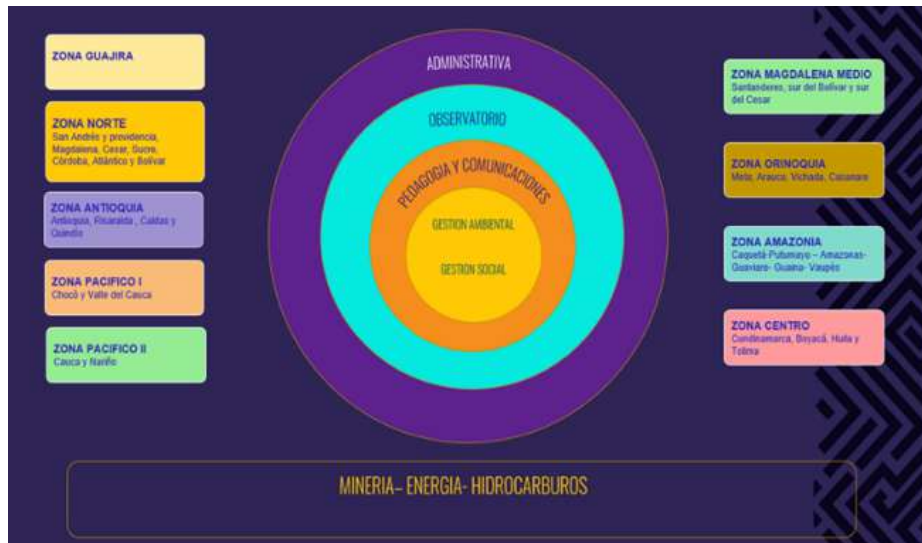 ZONA GUAJIRA
ZONA NORTE
San Andrés y providencia,
Magdalena, Cesar, Sucre,
Córdoba, Atlántico y Bolívar
ZONA ANTIOQUIA
Antioquia, Risaralda , Caldas y
Quindío
ZONA PACIFICO I
Chocó y Valle del Cauca
ZONA PACIFICO II
Cauca y Nariño
ADMINISTRATIVA
OBSERVATORIO
PEDAGOGIA Y COMUNICACIONES
GESTION AMBIENTAL
GESTION SOCIAL
ZONA MAGDALENA MEDIO
Santanderes, sur del Bolívar y sur
del Cesar
ZONA ORINOQUIA
Meta, Arauca, Vichada, Casanare
ZONA AMAZONIA
Caquetá-Putumayo – Amazonas-
Guaviare- Guaina- Vaupés
ZONA CENTRO
Cundinamarca, Boyacá, Huila y
Tolima
MINERIA– ENERGIA- HIDROCARBUROS